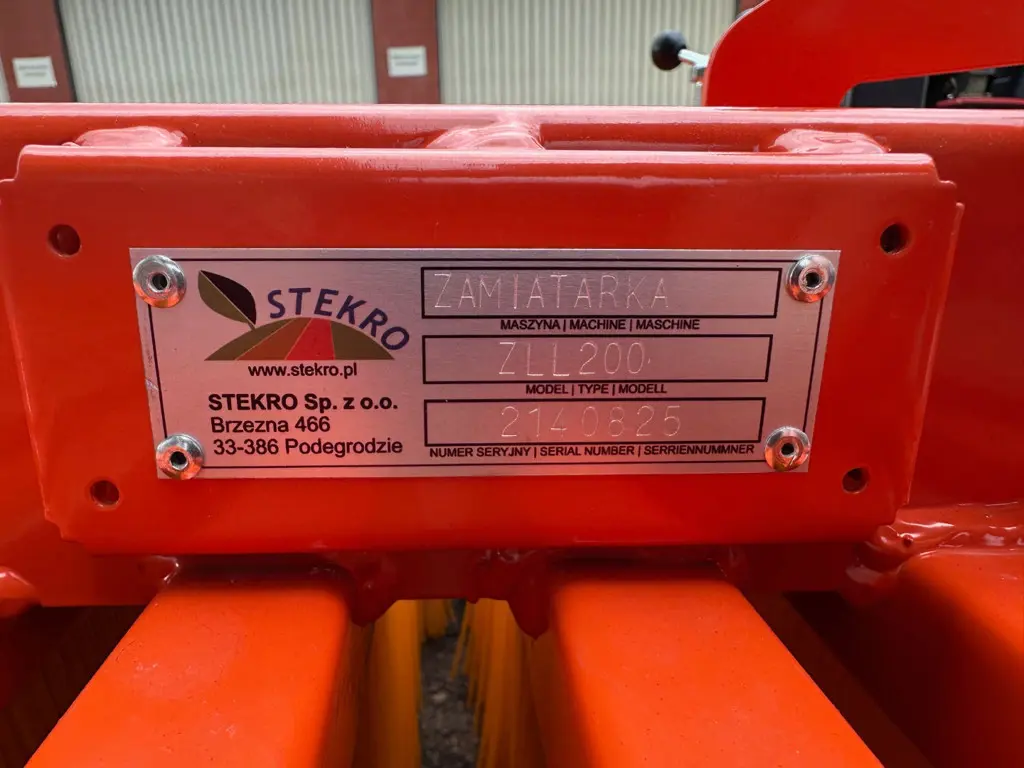 STEKRO
www.stekro.pl
STEKRO Sp. z o.o.
Brzezna 466
33-386 Podegrodzie
ZAMIATARKA
MASZYNA | MACHINE | MASCHINE
ZLL200
MODEL | TYPE | MODELL
2140825
NUMER SERYJNY | SERIAL NUMBER | SERRIENNUMMNER